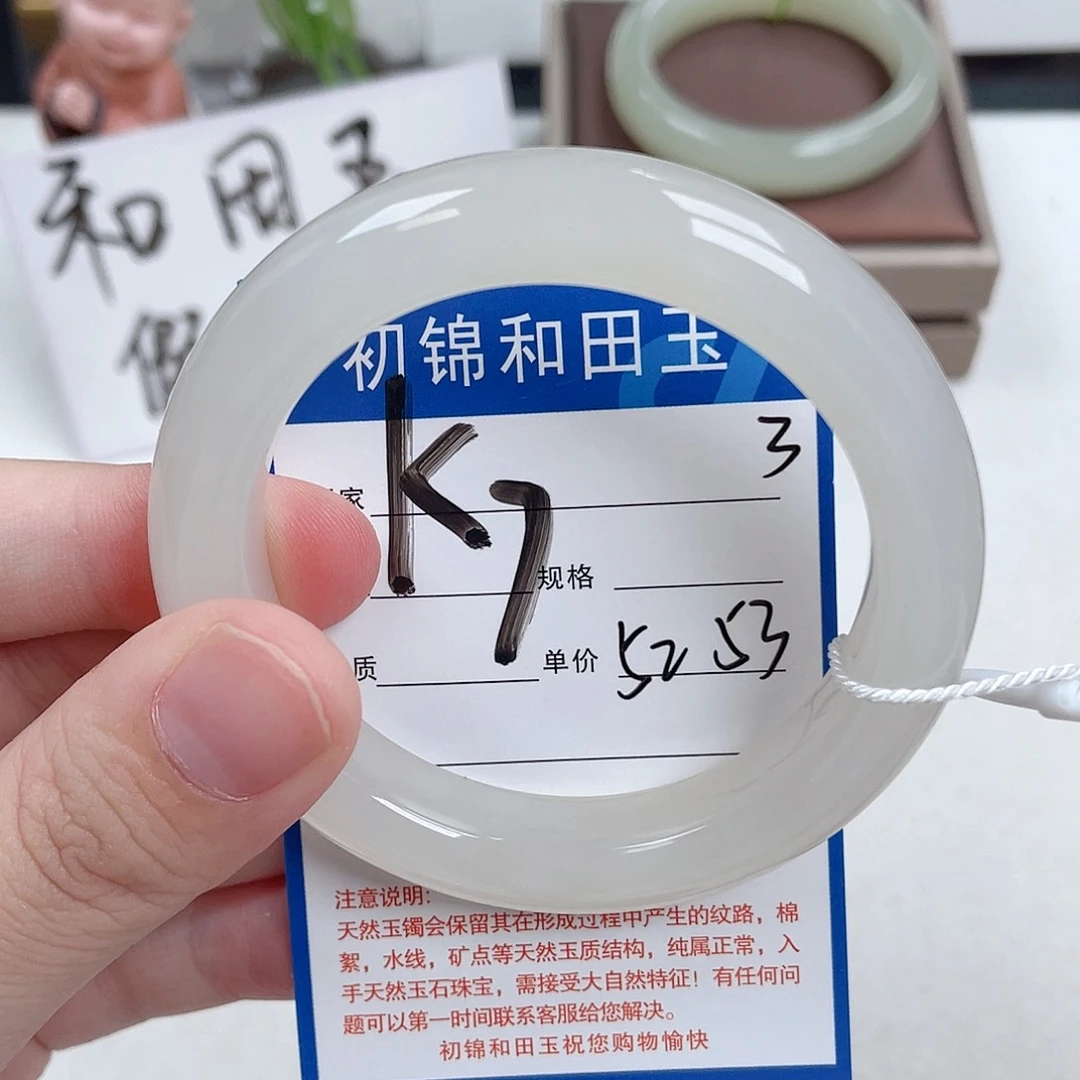 和田玉
假
初锦和田玉
K7
3
家
规格
质
单价 52 53
注意说明:
天然玉镯会保留其在形成过程中产生的纹路，棉
絮，水线，矿点等天然玉质结构，纯属正常，入
手天然玉石珠宝，需接受大自然特征！有任何问
题可以第一时间联系客服给您解决。
初锦和田玉祝您购物愉快